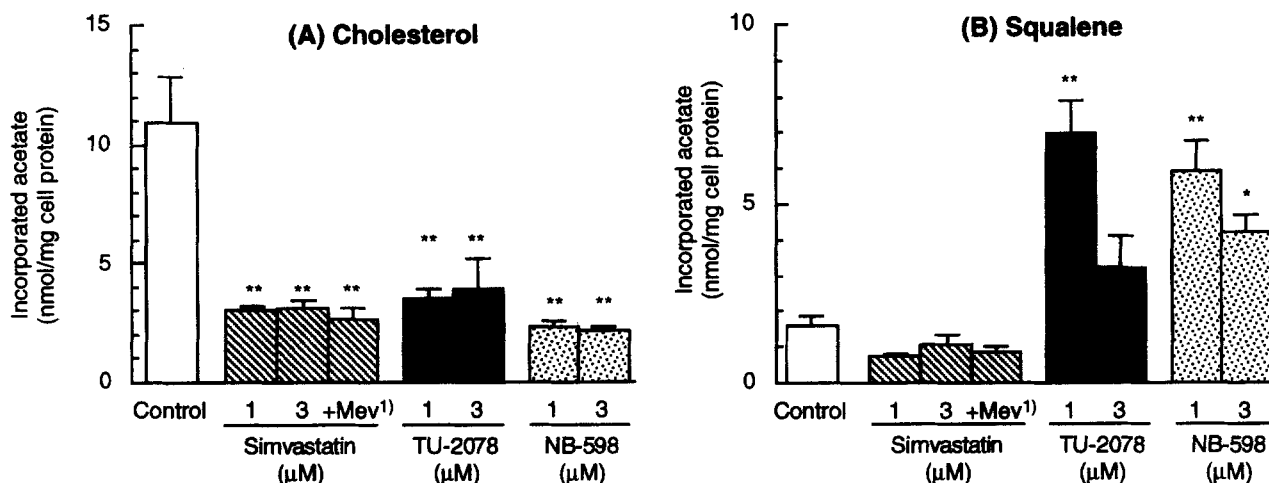 (A) Cholesterol
Incorporated acetate
(nmol/mg cell protein)
15
10
5
0
** ** **
** **
** **
Control
1 3 +Mev1)
1 3
1 3
Simvastatin
(μM)
TU-2078
(μM)
NB-598
(μM)
(B) Squalene
Incorporated acetate
(nmol/mg cell protein)
10
5
0
**
**
*
Control
1 3 +Mev1)
1 3
1 3
Simvastatin
(μM)
TU-2078
(μM)
NB-598
(μM)